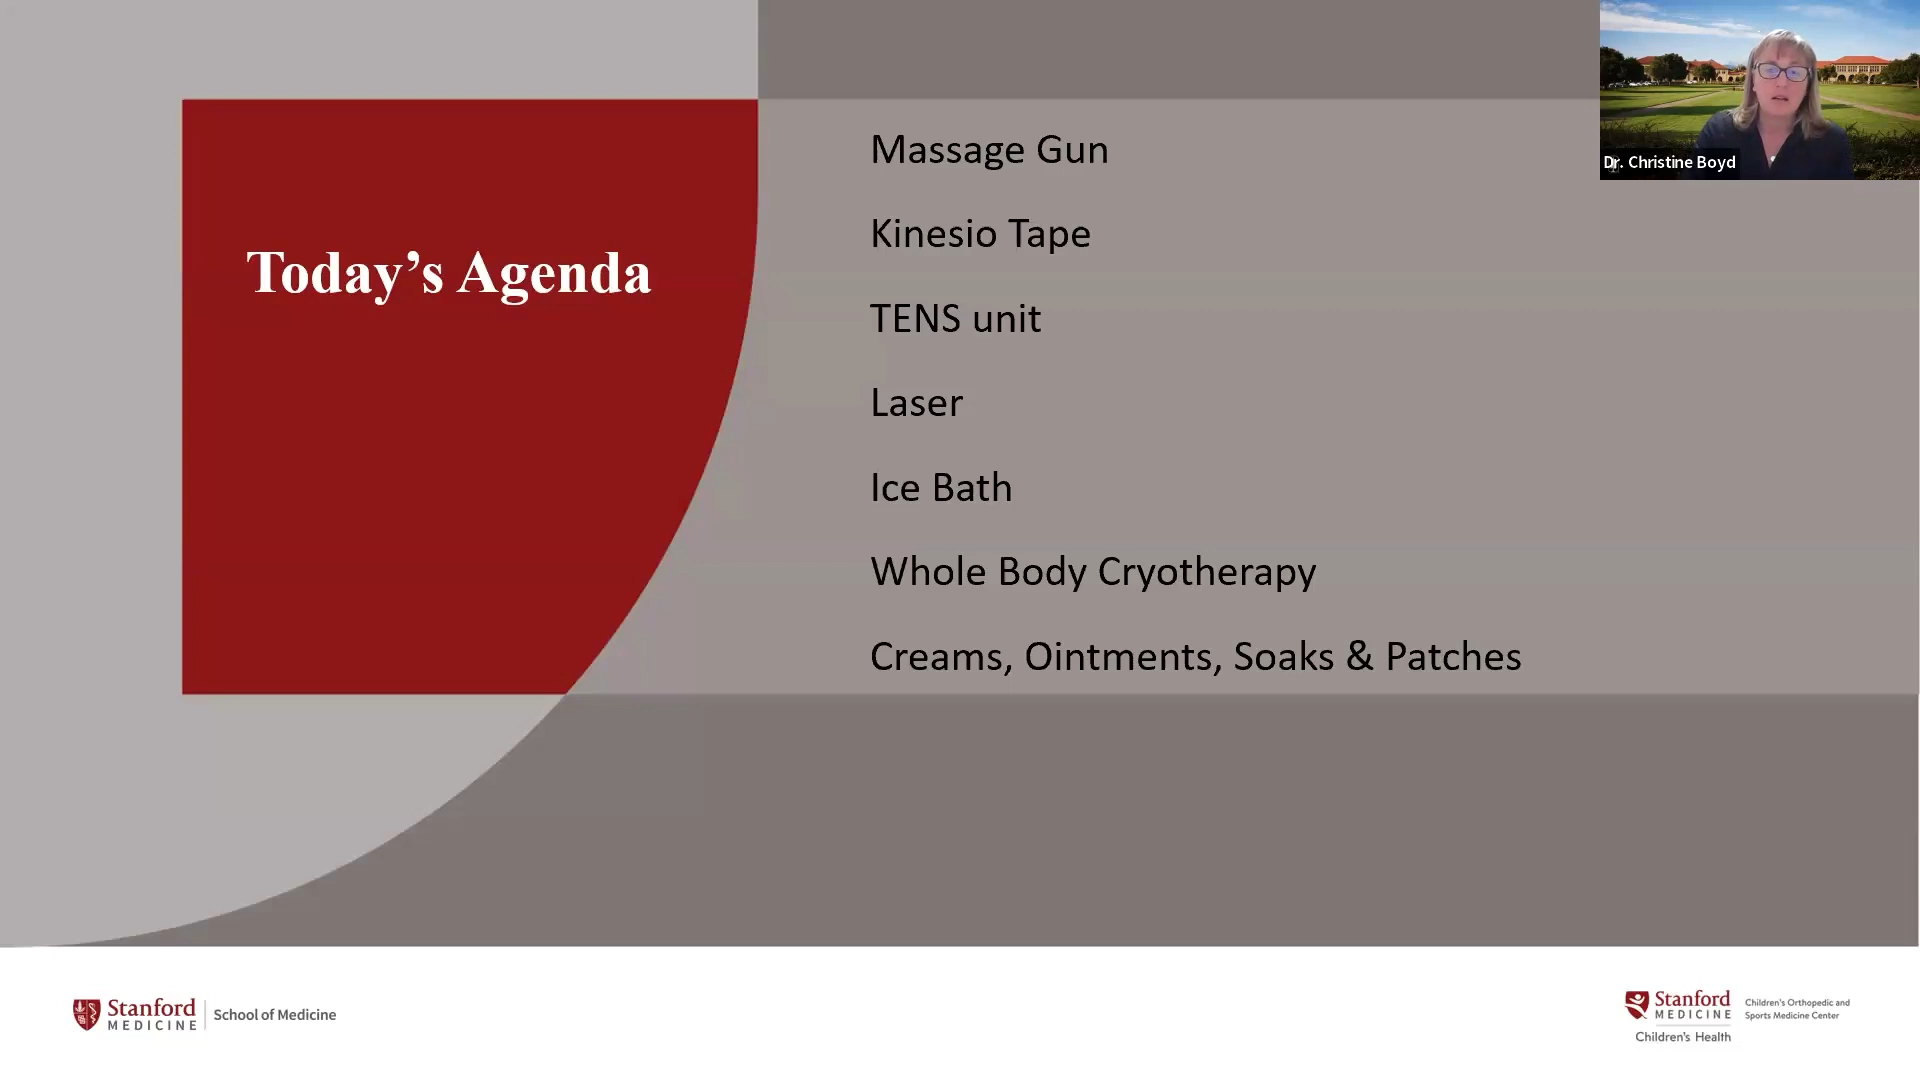 Today’s Agenda
Massage Gun
Kinesio Tape
TENS unit
Laser
Ice Bath
Whole Body Cryotherapy
Creams, Ointments, Soaks & Patches
Dr. Christine Boyd
Stanford
MEDICINE
School of Medicine
Stanford
MEDICINE
Children's Health
Children's Orthopedic and
Sports Medicine Center